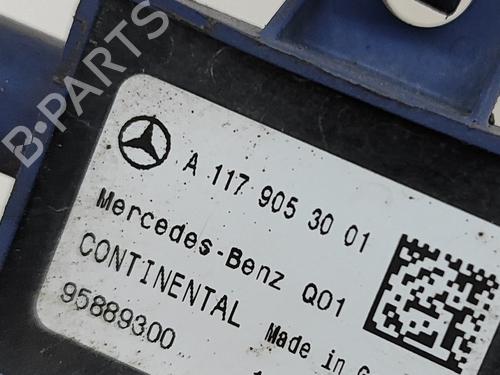 B·PARTS
A 117 905 30 01
Mercedes-Benz Q01
CONTINENTAL Made in G
95889300